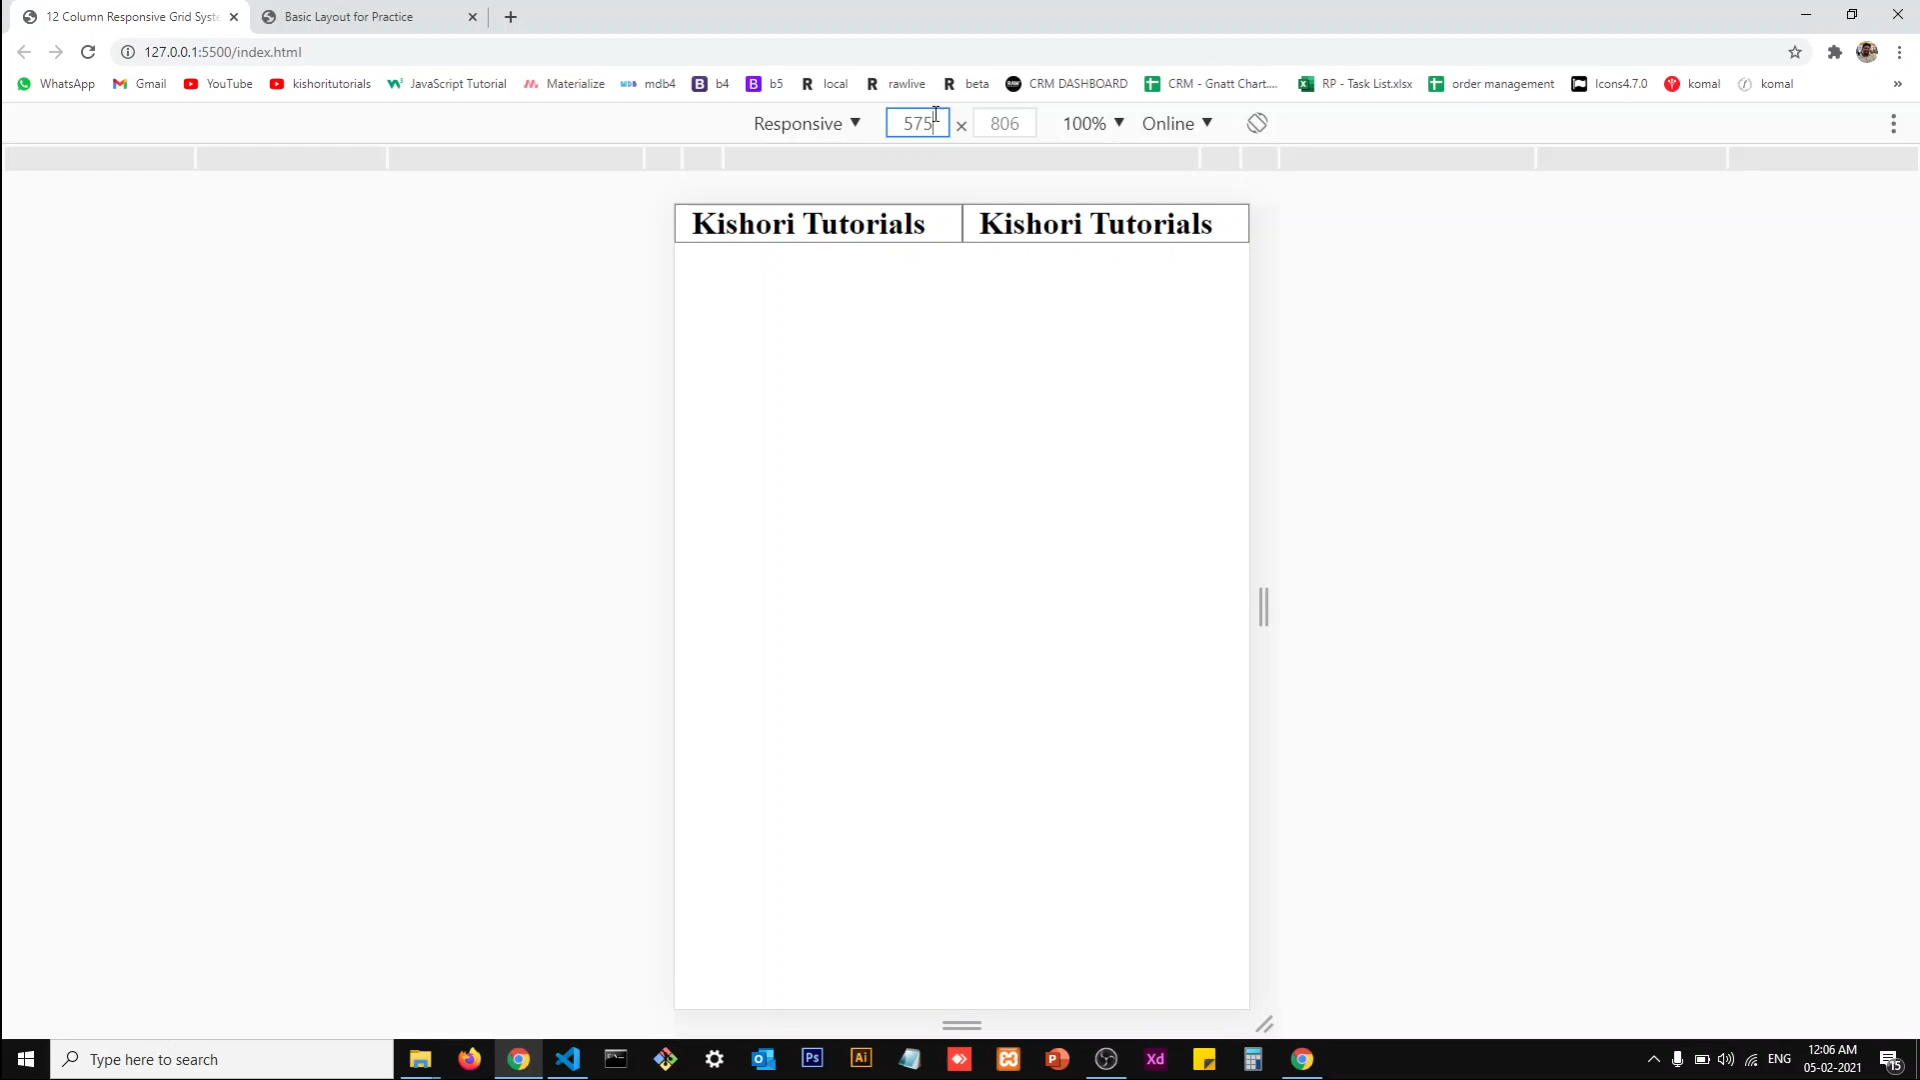 12 Column Responsive Grid Syste
Basic Layout for Practice
127.0.0.1:5500/index.html
WhatsApp Gmail YouTube kishoritutorials JavaScript Tutorial Materialize mdb4 b4 b5 local rawlive beta CRM DASHBOARD CRM - Gnatt Chart.... RP - Task List.xlsx order management Icons4.7.0 komal komal
Responsive 575 × 806 100% Online
Kishori Tutorials Kishori Tutorials
Type here to search
ENG
12:06 AM
05-02-2021
15